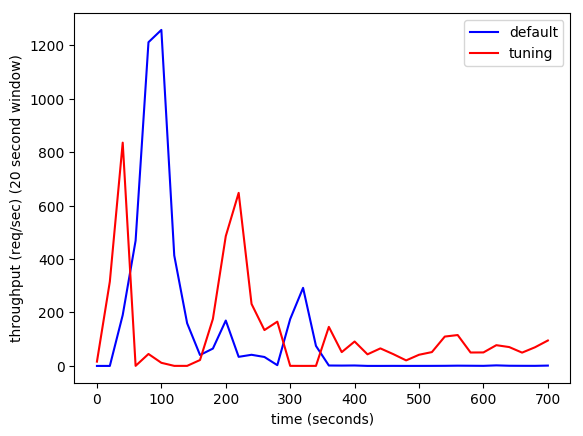 throughput (req/sec) (20 second window)
1200
1000
800
600
400
200
0
default
tuning
0 100 200 300 400 500 600 700
time (seconds)